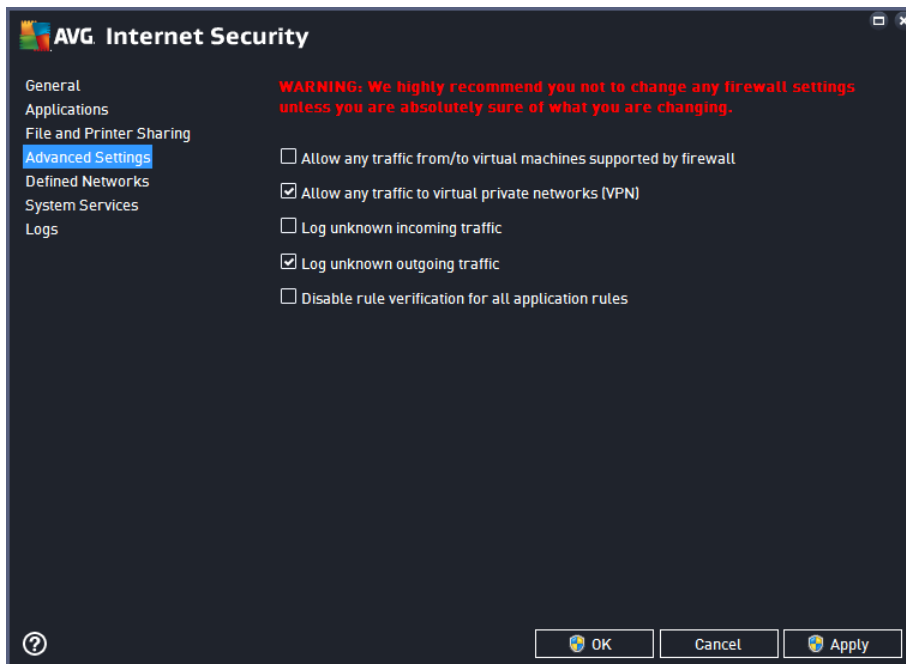 AVG Internet Security
General
Applications
File and Printer Sharing
Advanced Settings
Defined Networks
System Services
Logs
WARNING: We highly recommend you not to change any firewall settings
unless you are absolutely sure of what you are changing.
Allow any traffic from/to virtual machines supported by firewall
Allow any traffic to virtual private networks (VPN)
Log unknown incoming traffic
Log unknown outgoing traffic
Disable rule verification for all application rules
?
OK
Cancel
Apply